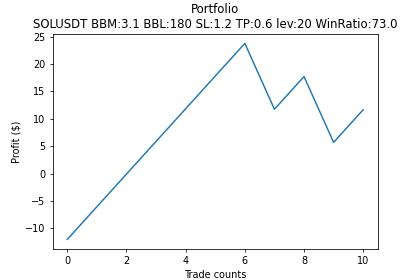 Portfolio
SOLUSDT BBM:3.1 BBL:180 SL:1.2 TP:0.6 lev:20 WinRatio:73.0
25
20
15
10
5
0
−5
−10
Profit ($)
0 2 4 6 8 10
Trade counts